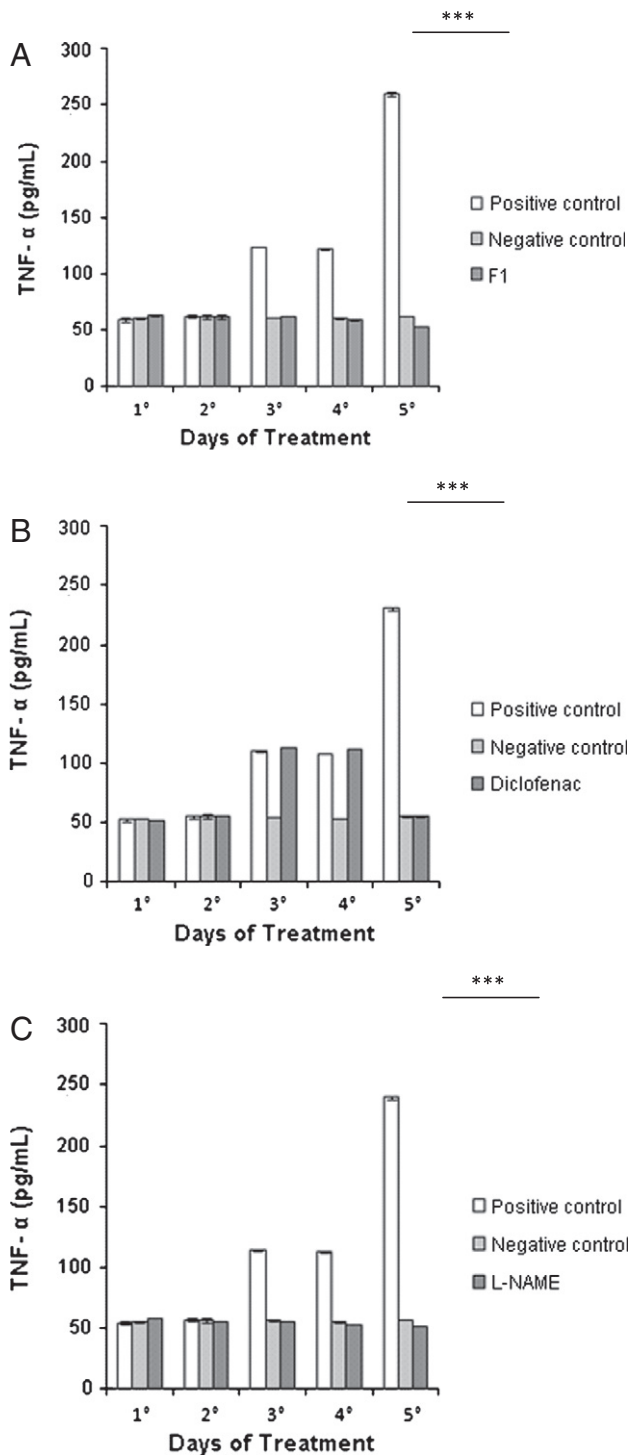 ***
A
300
250
200
150
100
50
0
TNF- α (pg/mL)
1° 2° 3° 4° 5°
Days of Treatment
Positive control
Negative control
F1
***
B
300
250
200
150
100
50
0
TNF- α (pg/mL)
1° 2° 3° 4° 5°
Days of Treatment
Positive control
Negative control
Diclofenac
***
C
300
250
200
150
100
50
0
TNF- α (pg/mL)
1° 2° 3° 4° 5°
Days of Treatment
Positive control
Negative control
L-NAME